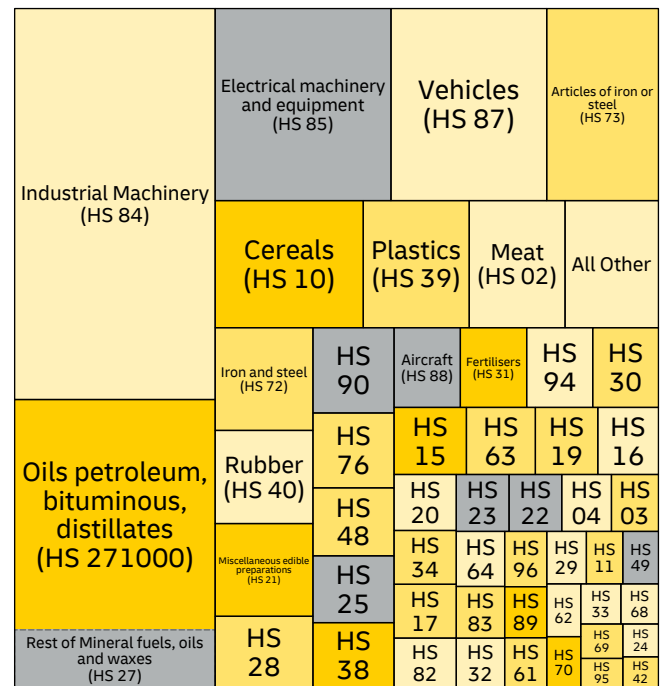 Industrial Machinery
(HS 84)
Electrical machinery
and equipment
(HS 85)
Vehicles
(HS 87)
Articles of iron or
steel
(HS 73)
Cereals
(HS 10)
Plastics
(HS 39)
Meat
(HS 02)
All Other
Oils petroleum,
bituminous,
distillates
(HS 271000)
Rest of Mineral fuels, oils
and waxes
(HS 27)
Iron and steel
(HS 72)
Rubber
(HS 40)
Miscellaneous edible
preparations
(HS 21)
HS
28
HS
90
HS
76
HS
48
HS
25
HS
38
Aircraft
(HS 88)
Fertilisers
(HS 31)
HS
94
HS
30
HS
15
HS
63
HS
19
HS
16
HS
20
HS
23
HS
22
HS
04
HS
03
HS
34
HS
64
HS
96
HS
29
HS
11
HS
49
HS
17
HS
83
HS
89
HS
62
HS
33
HS
68
HS
82
HS
32
HS
61
HS
70
HS
69
HS
24
HS
95
HS
42